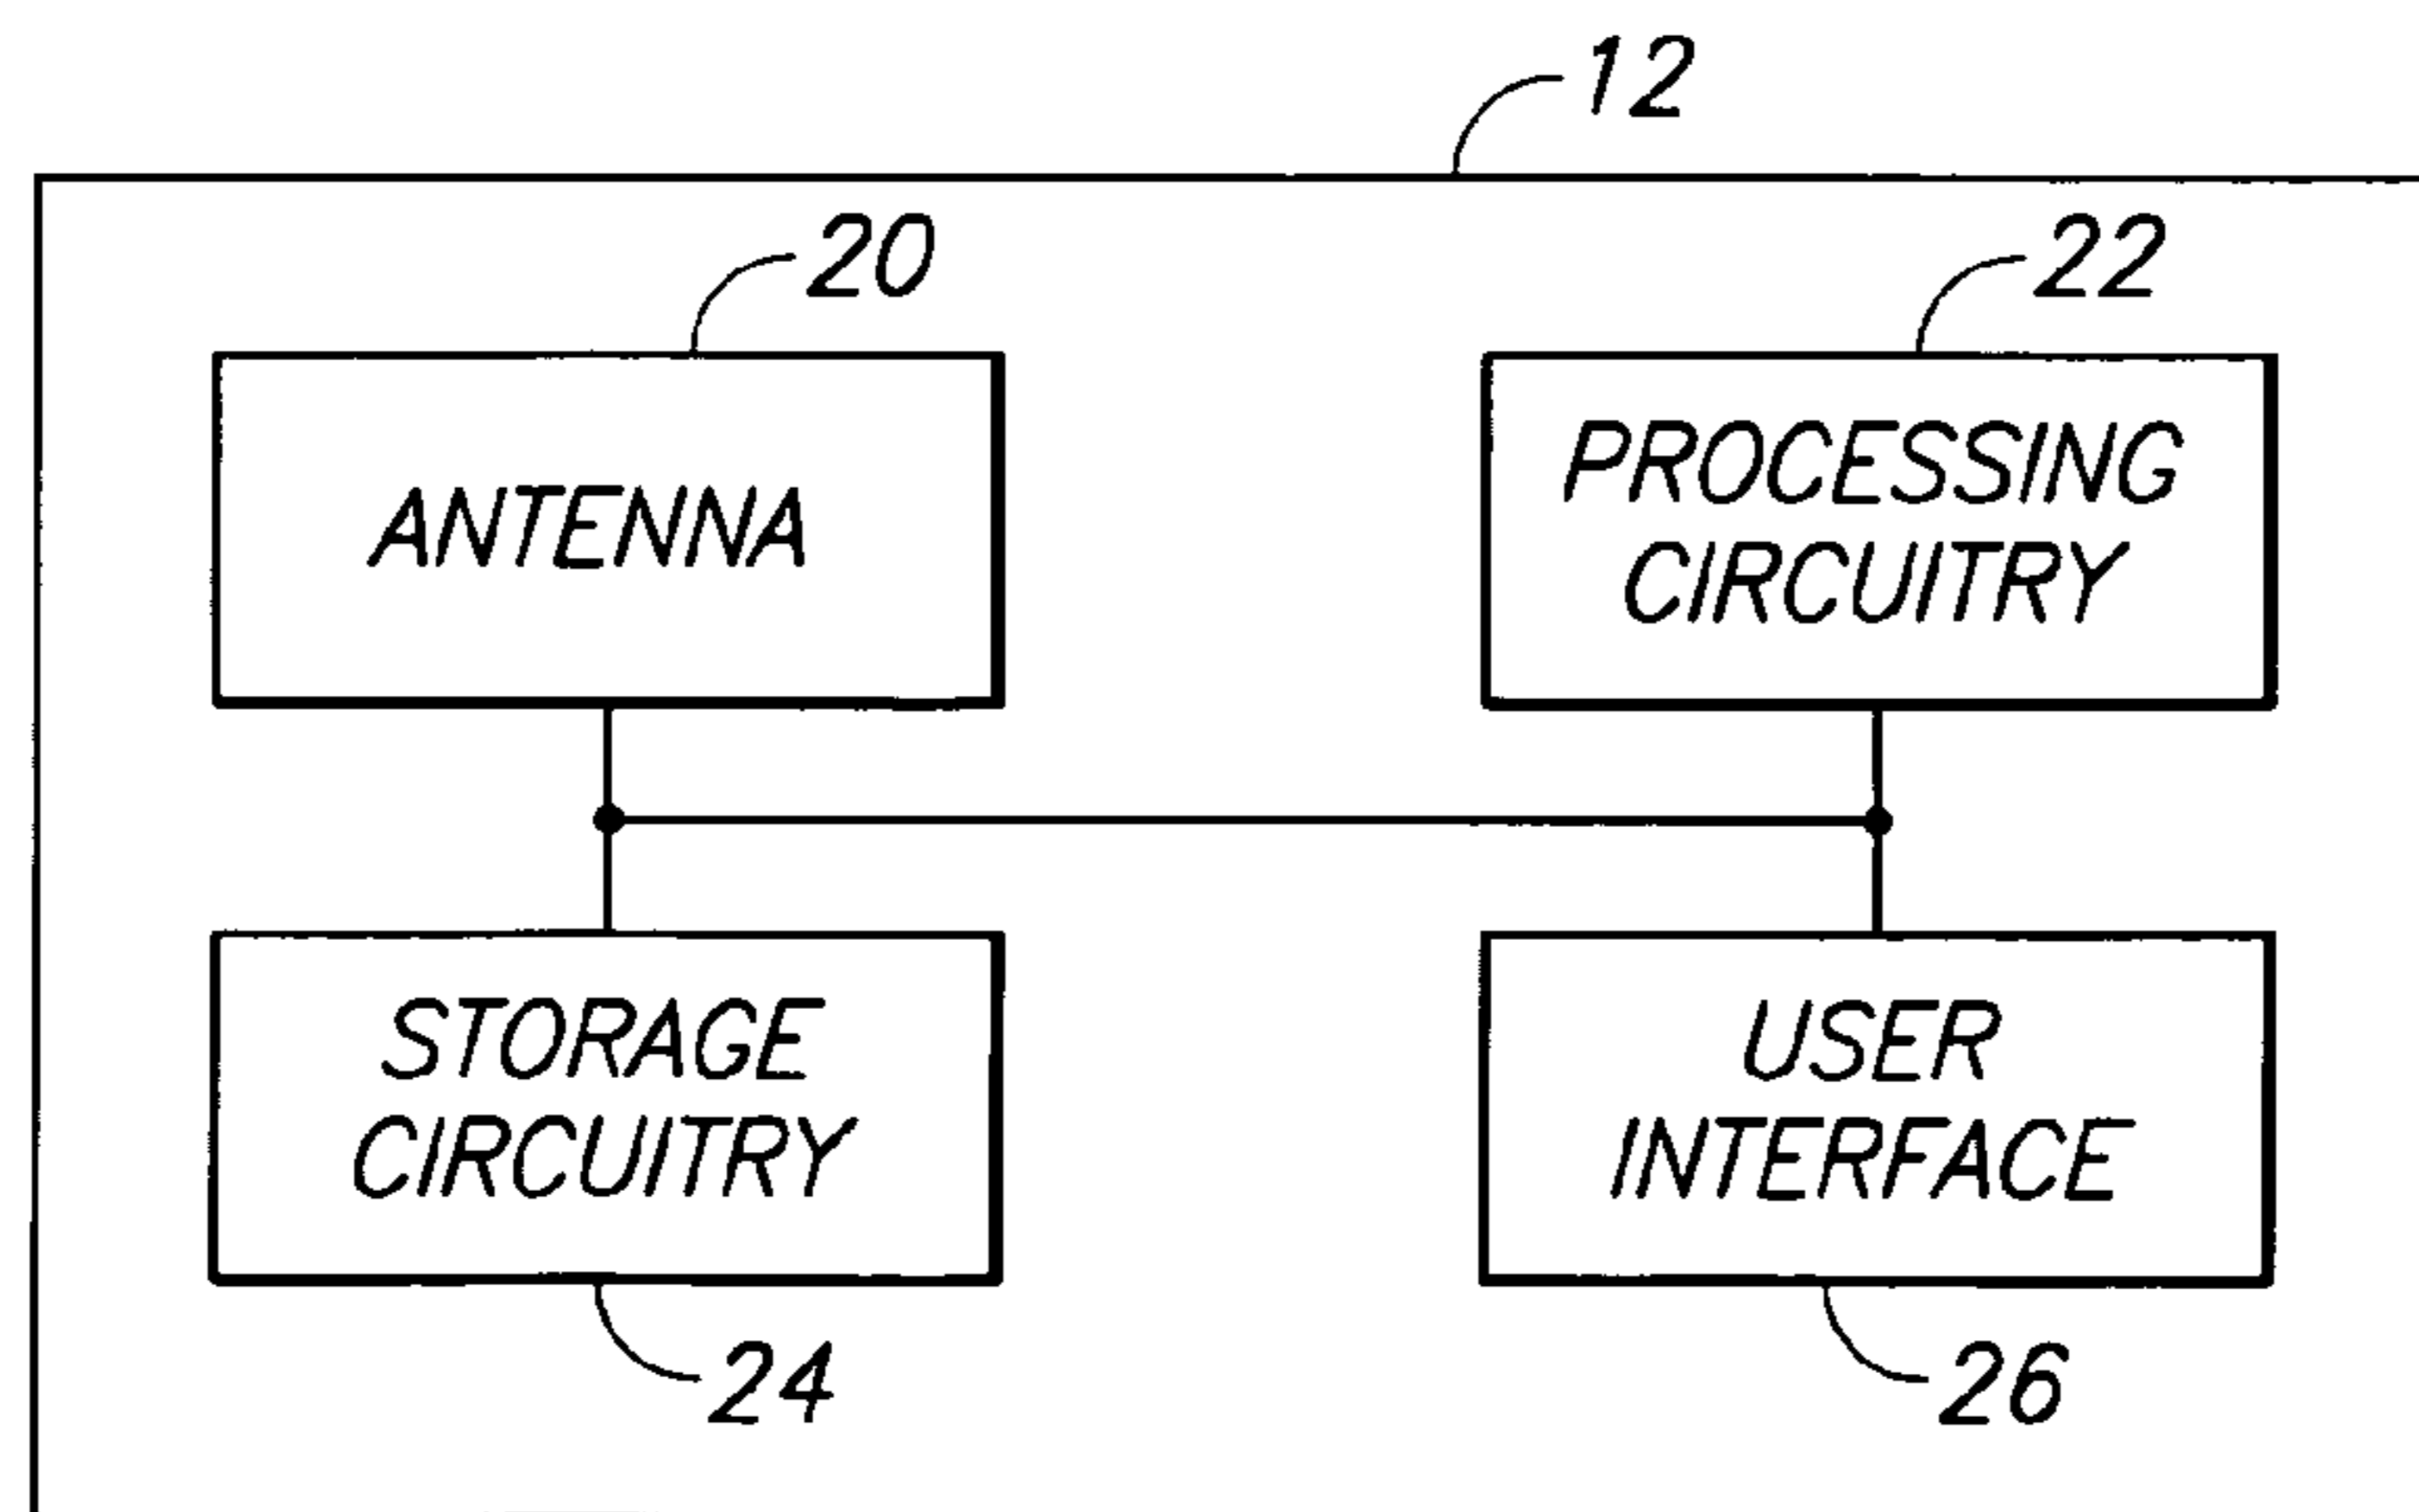 12
20
22
ANTENNA
PROCESSING
CIRCUITRY
STORAGE
CIRCUITRY
USER
INTERFACE
24
26